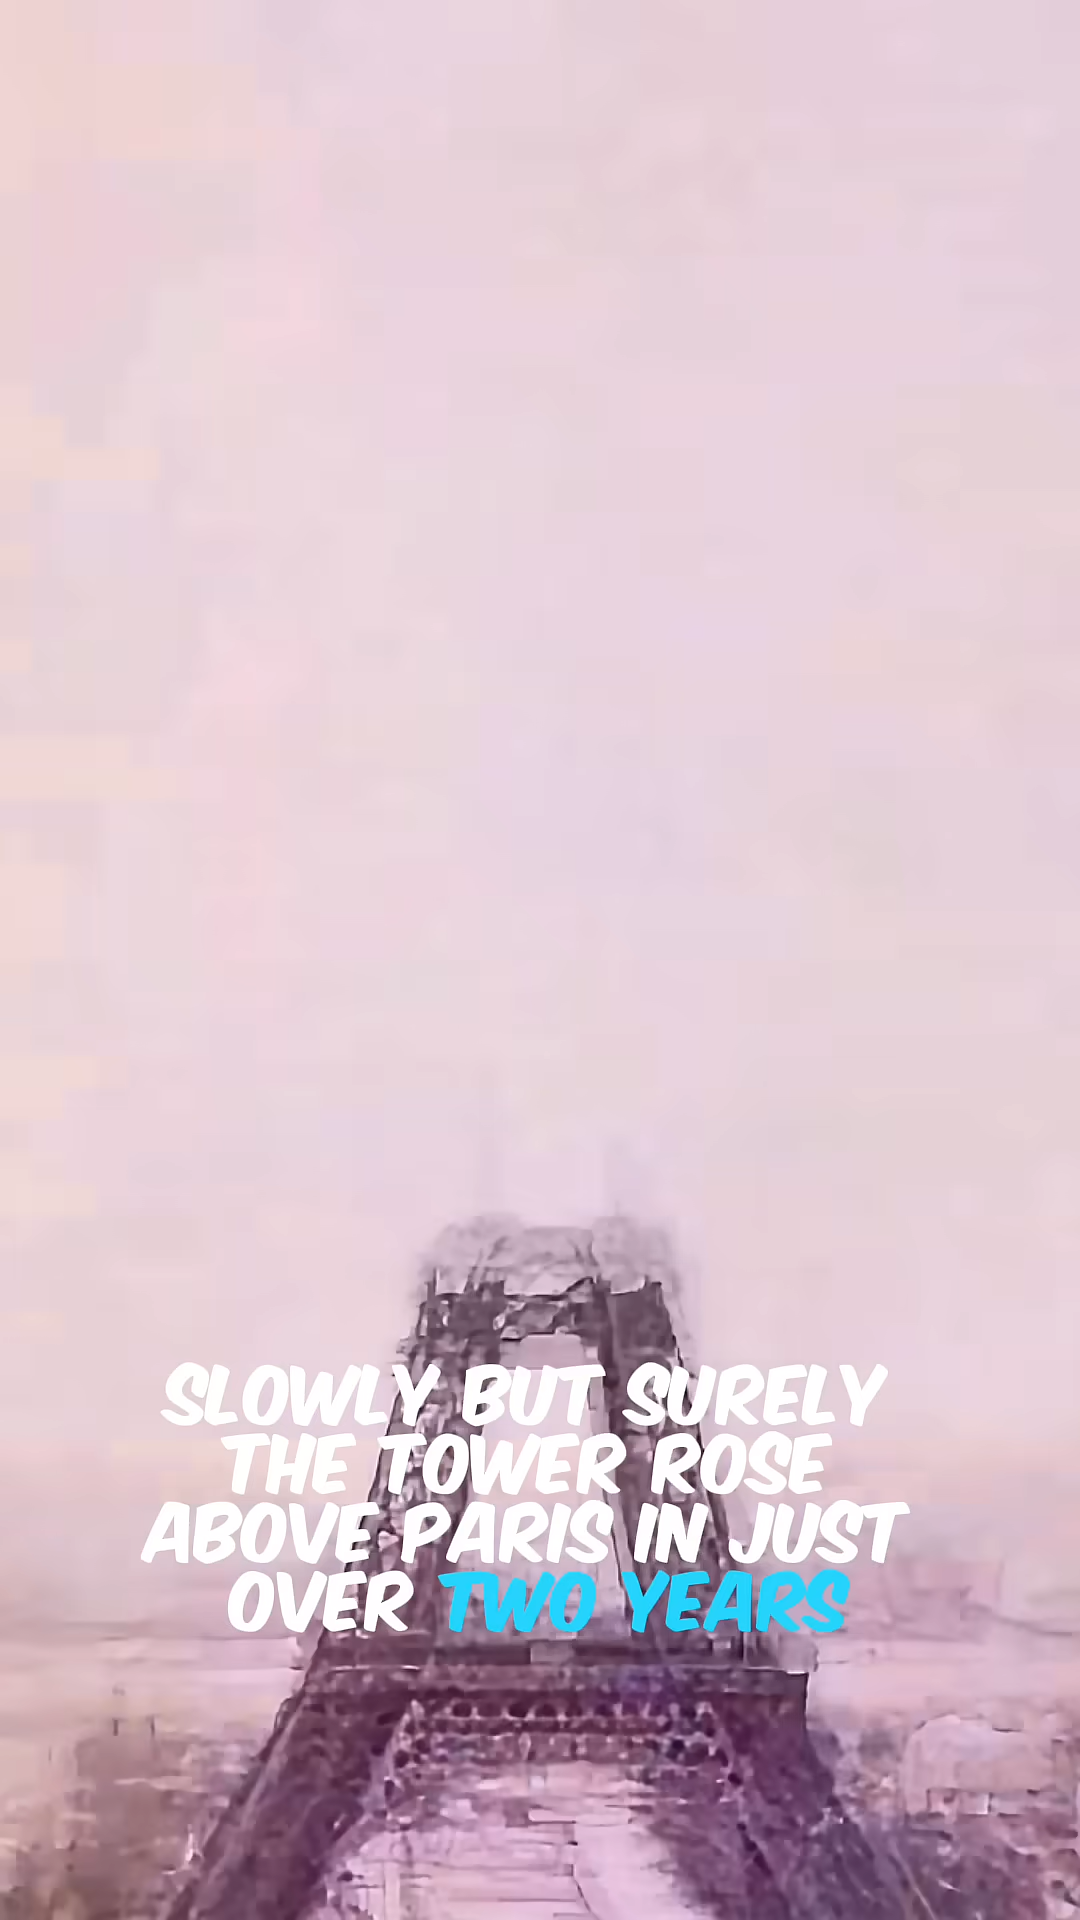 SLOWLY BUT SURELY
THE TOWER ROSE
ABOVE PARIS IN JUST
OVER TWO YEARS